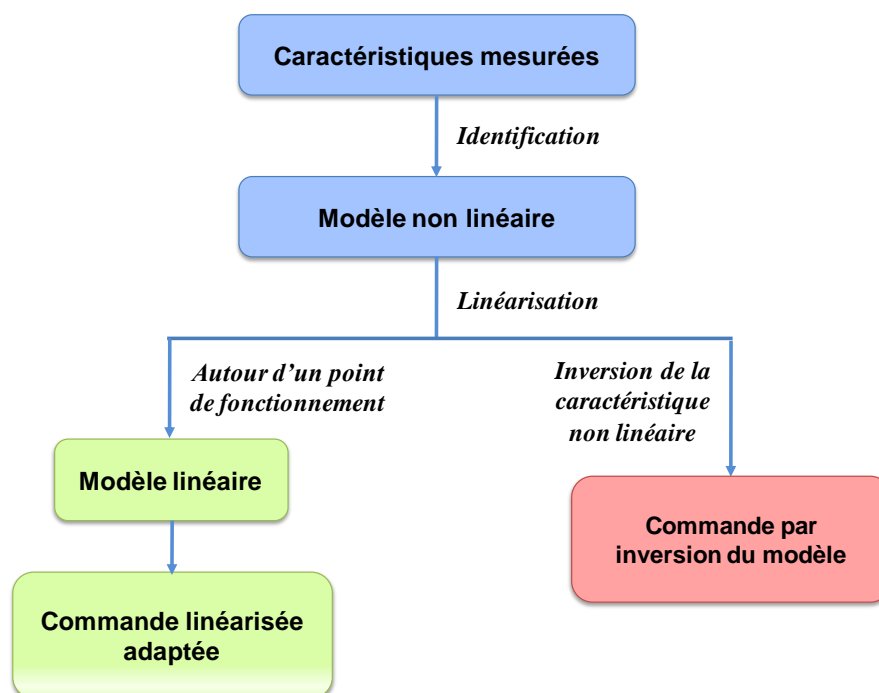 Caractéristiques mesurées
Identification
Modèle non linéaire
Linéarisation
Autour d’un point
de fonctionnement
Inversion de la
caractéristique
non linéaire
Modèle linéaire
Commande par
inversion du modèle
Commande linéarisée
adaptée